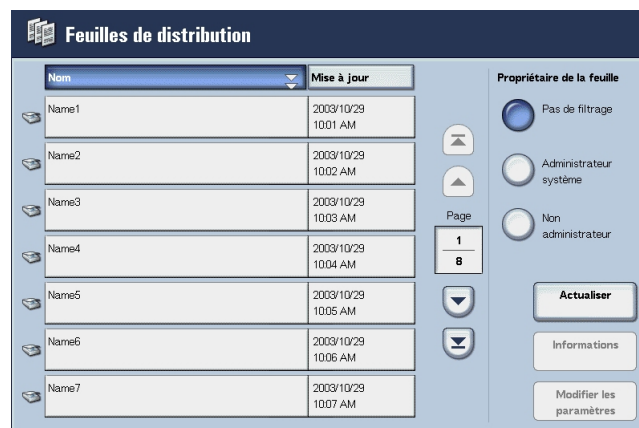 Feuilles de distribution
Nom
Mise à jour
Name1
2003/10/29
10:01 AM
Name2
2003/10/29
10:02 AM
Name3
2003/10/29
10:03 AM
Name4
2003/10/29
10:04 AM
Name5
2003/10/29
10:05 AM
Name6
2003/10/29
10:06 AM
Name7
2003/10/29
10:07 AM
Page
1
8
Propriétaire de la feuille
Pas de filtrage
Administrateur
système
Non
administrateur
Actualiser
Informations
Modifier les
paramètres